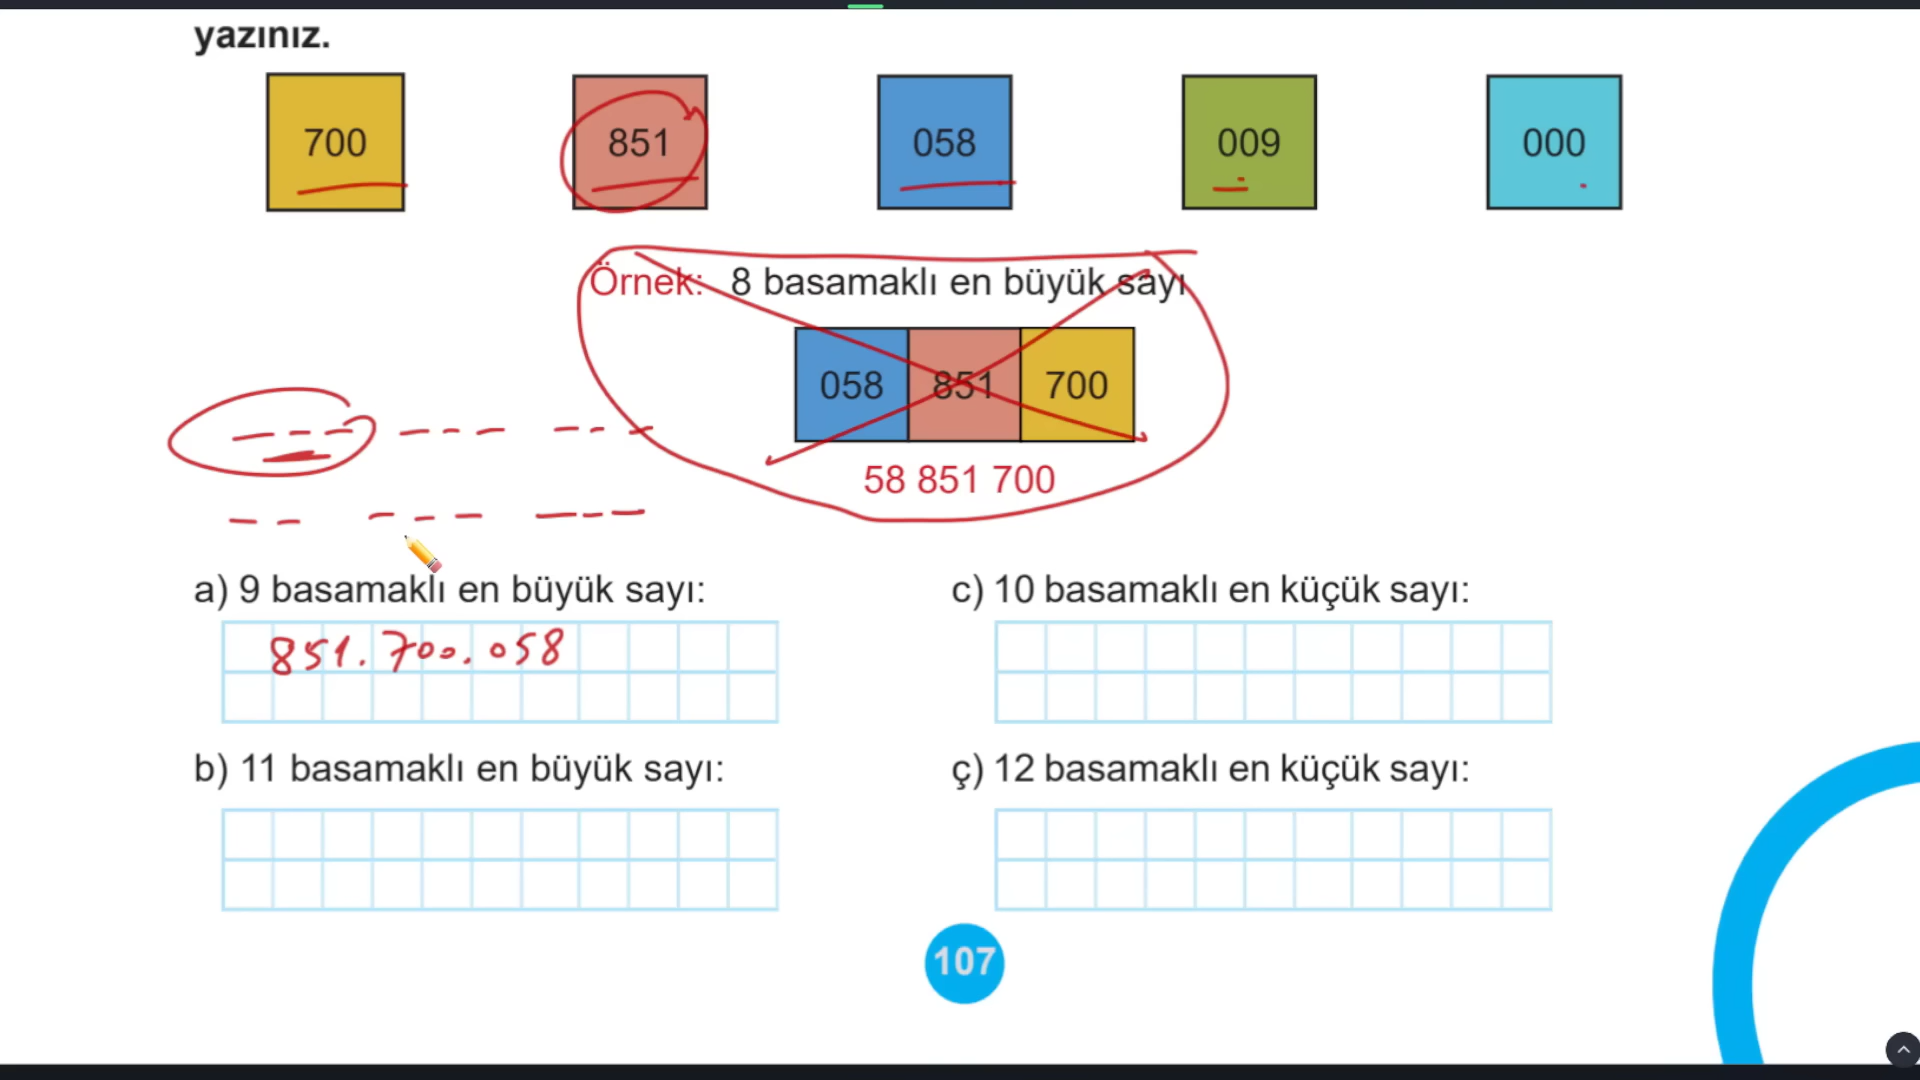 yazınız.
700 851 058 009 000
Örnek: 8 basamaklı en büyük sayı
058 851 700
58 851 700
a) 9 basamaklı en büyük sayı:
851.700.058
b) 11 basamaklı en büyük sayı:
c) 10 basamaklı en küçük sayı:
ç) 12 basamaklı en küçük sayı:
107